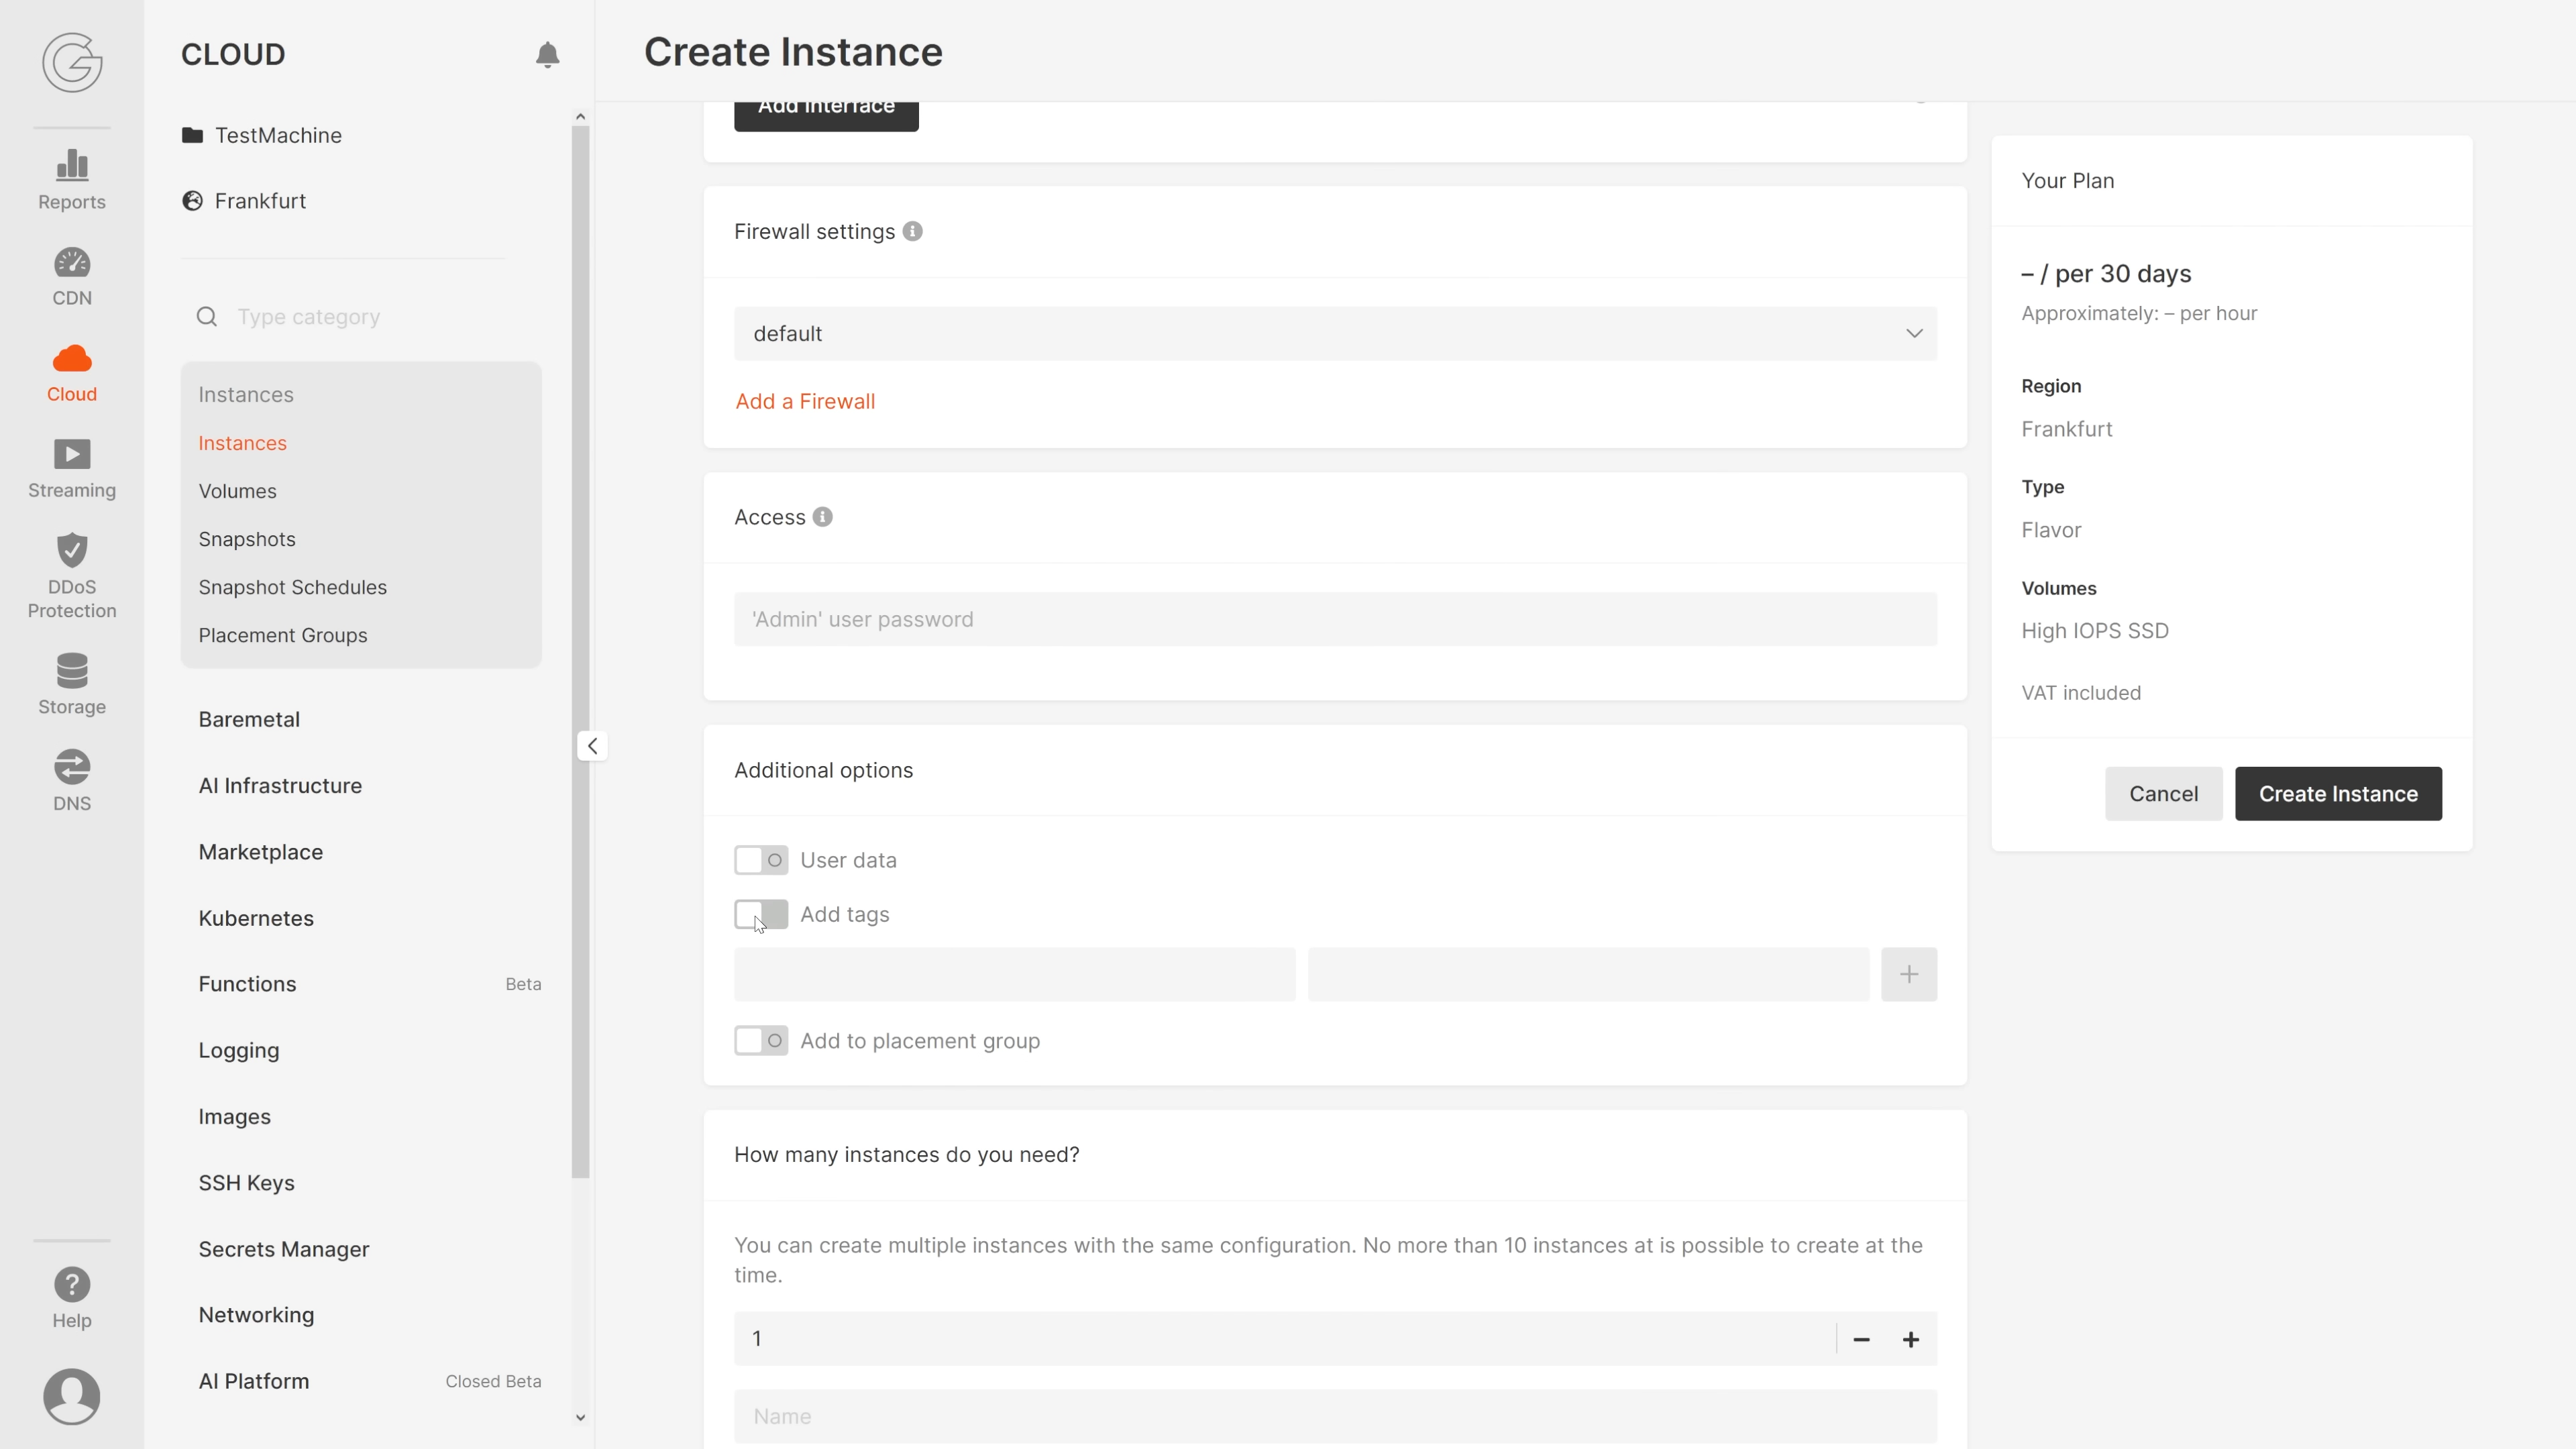 CLOUD
TestMachine
Frankfurt
Type category
Instances
Instances
Volumes
Snapshots
Snapshot Schedules
Placement Groups
Baremetal
AI Infrastructure
Marketplace
Kubernetes
Functions
Beta
Logging
Images
SSH Keys
Secrets Manager
Networking
AI Platform
Closed Beta
Reports
CDN
Cloud
Streaming
DDoS
Protection
Storage
DNS
Help
Create Instance
Add Interface
Firewall settings
default
Add a Firewall
Access
'Admin' user password
Additional options
User data
Add tags
Add to placement group
How many instances do you need?
You can create multiple instances with the same configuration. No more than 10 instances at is possible to create at the
time.
1
Name
Your Plan
– / per 30 days
Approximately: – per hour
Region
Frankfurt
Type
Flavor
Volumes
High IOPS SSD
VAT included
Cancel
Create Instance